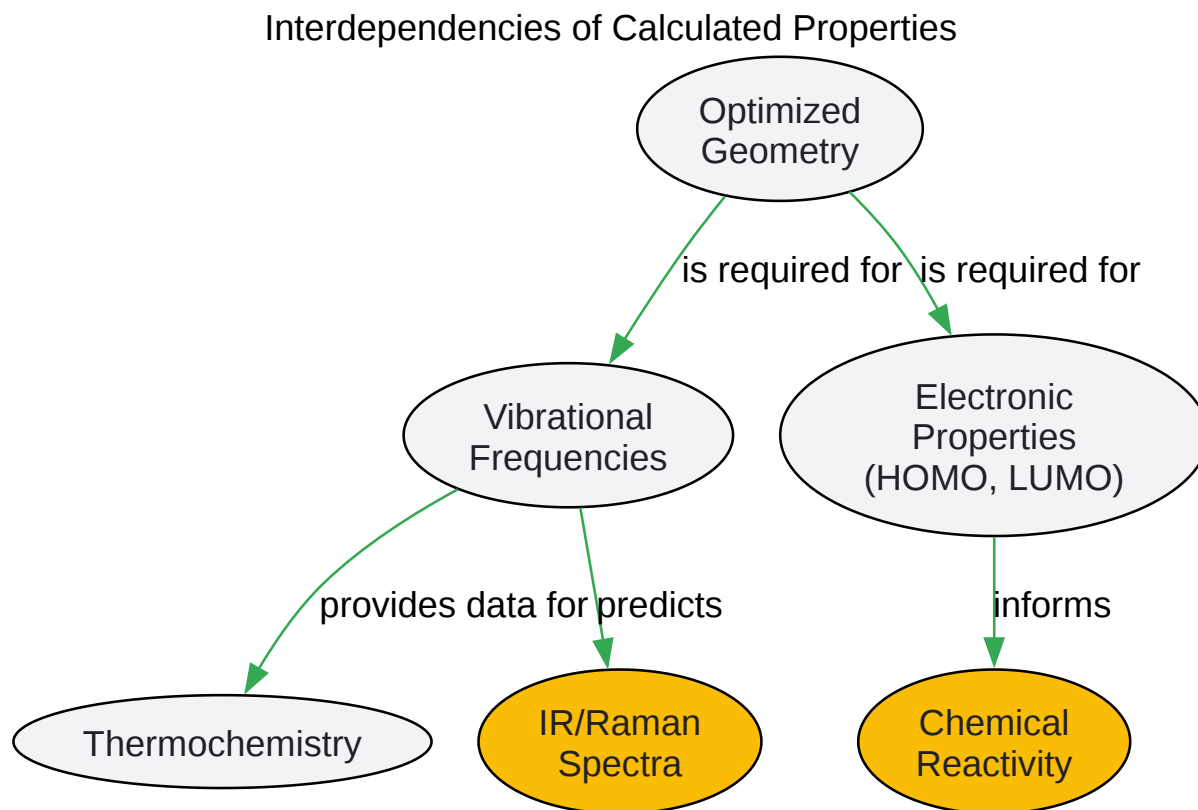 Interdependencies of Calculated Properties
Optimized
Geometry
is required for
is required for
Vibrational
Frequencies
Electronic
Properties
(HOMO, LUMO)
provides data for
predicts
informs
Thermochemistry
IR/Raman
Spectra
Chemical
Reactivity